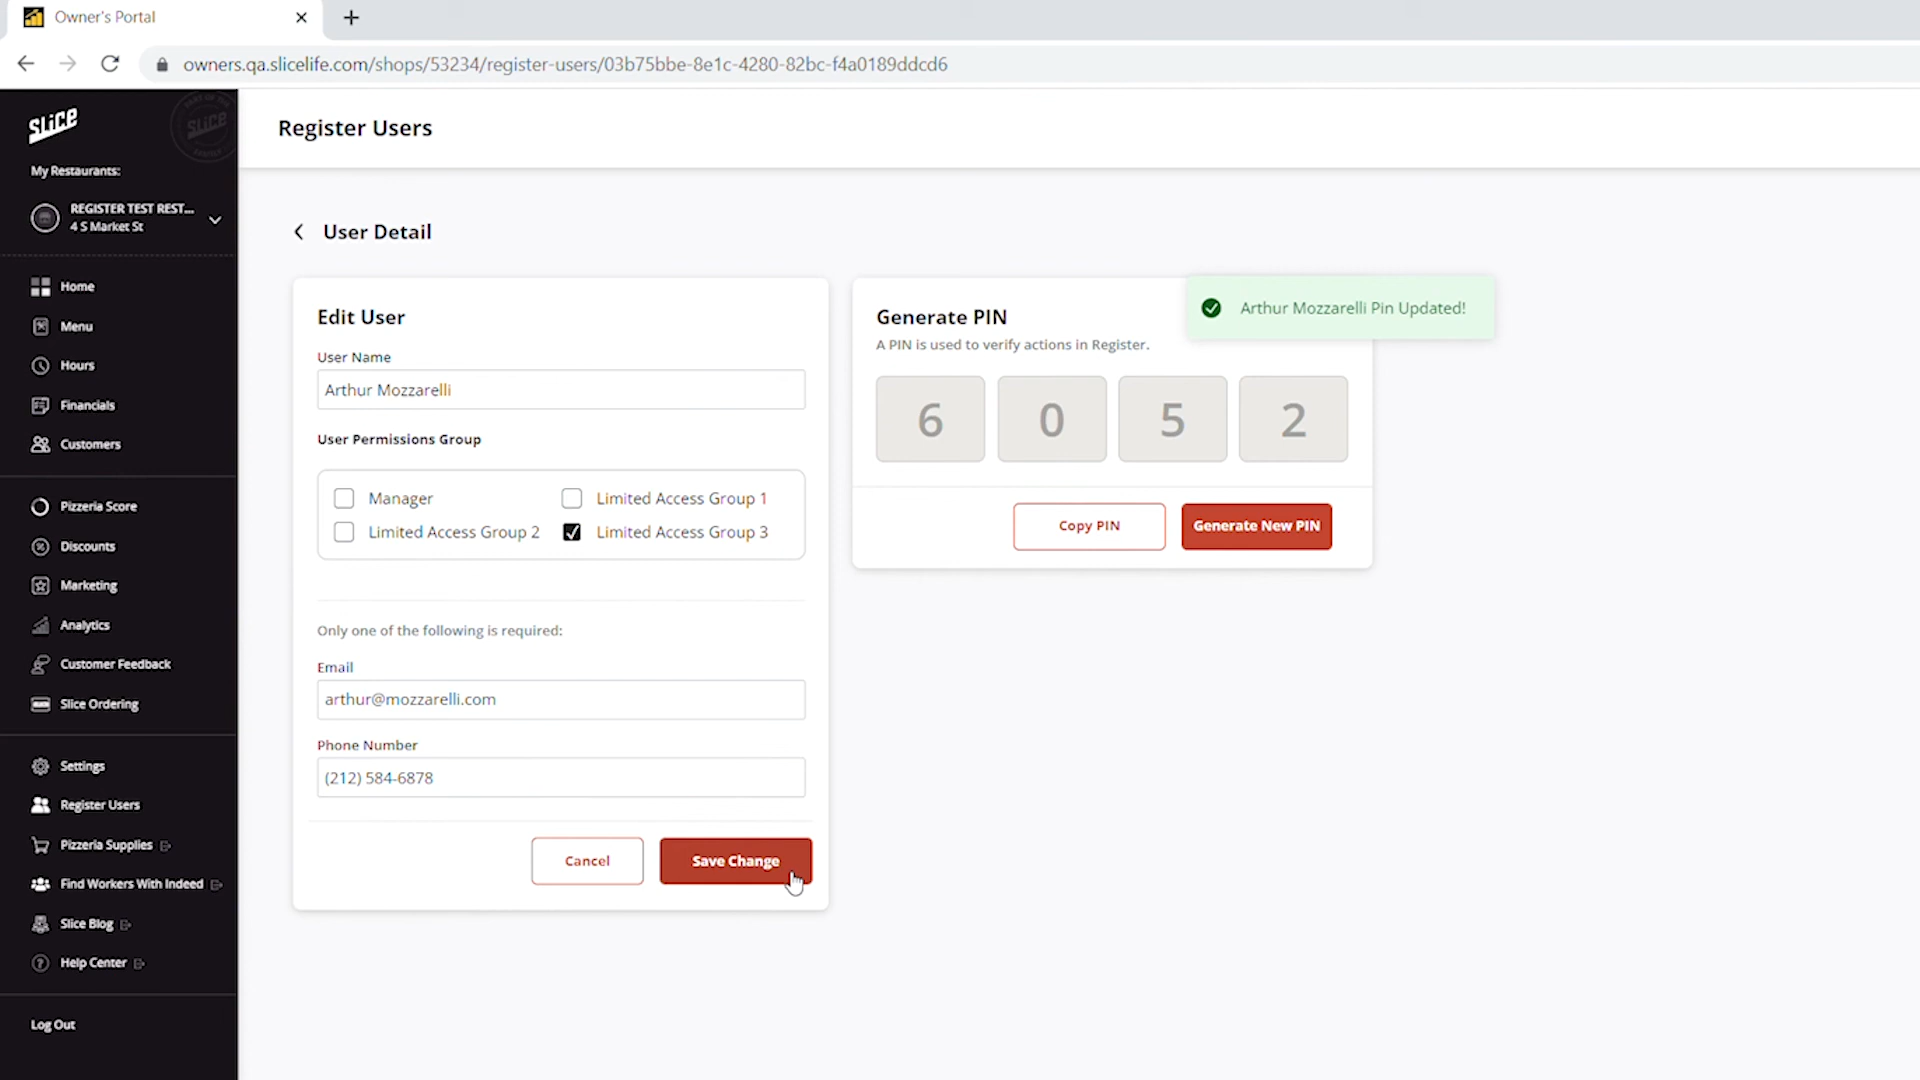 Owner's Portal
owners.qa.slicelife.com/shops/53234/register-users/03b75bbe-8e1c-4280-82bc-f4a0189ddcd6
SLICE
SLICE
My Restaurants:
REGISTER TEST REST...
4 S Market St
Home
Menu
Hours
Financials
Customers
Pizzeria Score
Discounts
Marketing
Analytics
Customer Feedback
Slice Ordering
Settings
Register Users
Pizzeria Supplies
Find Workers With Indeed
Slice Blog
Help Center
Log Out
Register Users
User Detail
Edit User
User Name
Arthur Mozzarelli
User Permissions Group
Manager
Limited Access Group 1
Limited Access Group 2
Limited Access Group 3
Only one of the following is required:
Email
arthur@mozzarelli.com
Phone Number
(212) 584-6878
Cancel
Save Change
Generate PIN
A PIN is used to verify actions in Register.
6 0 5 2
Copy PIN
Generate New PIN
Arthur Mozzarelli Pin Updated!